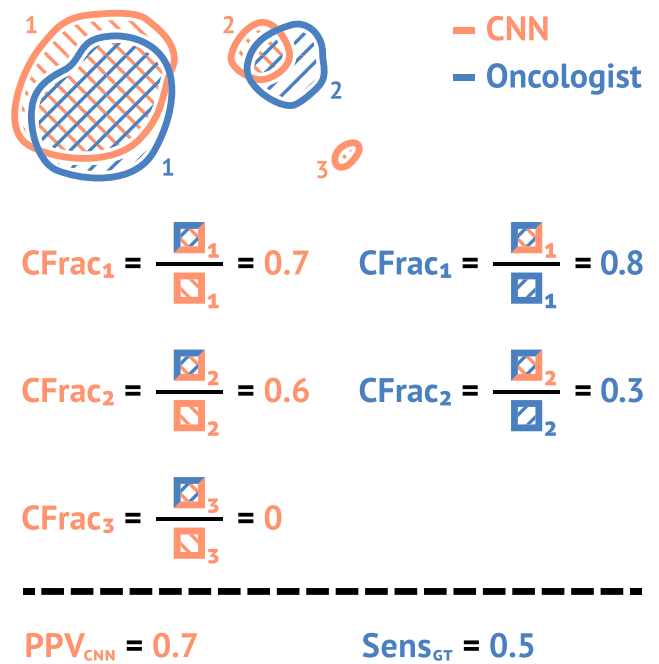 1
2
CNN
Oncologist
2
1
3
CFrac₁ = ₁ / ₁ = 0.7
CFrac₁ = ₁ / ₁ = 0.8
CFrac₂ = ₂ / ₂ = 0.6
CFrac₂ = ₂ / ₂ = 0.3
CFrac₃ = ₃ / ₃ = 0
PPV_CNN = 0.7
Sens_GT = 0.5